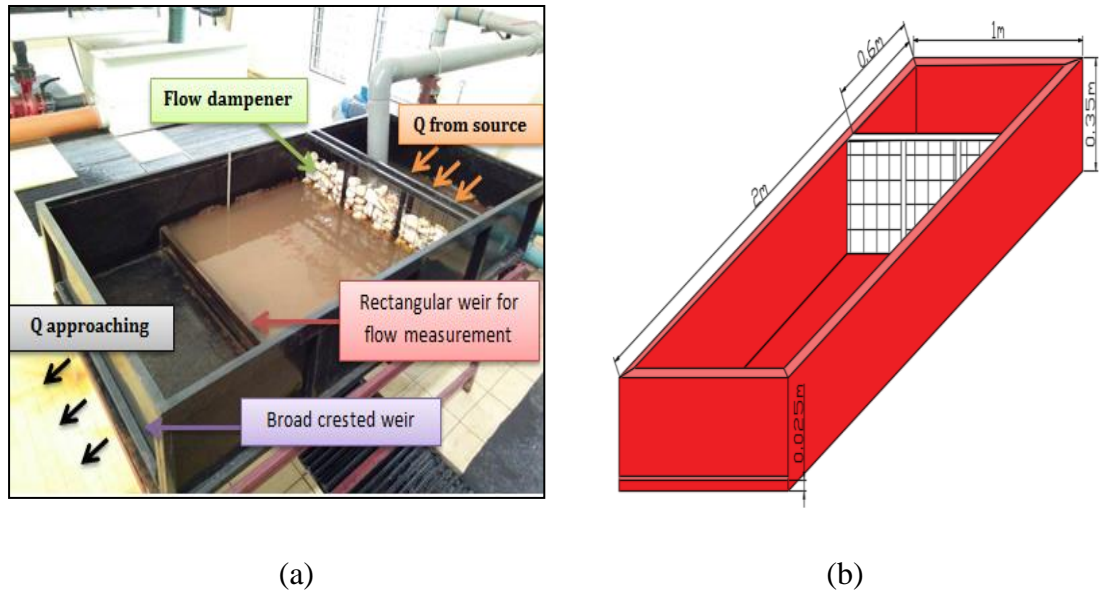 Flow dampener
Q from source
Rectangular weir for
flow measurement
Q approaching
Broad crested weir
0.6m
1m
0.35m
2m
0.025m
(a)
(b)